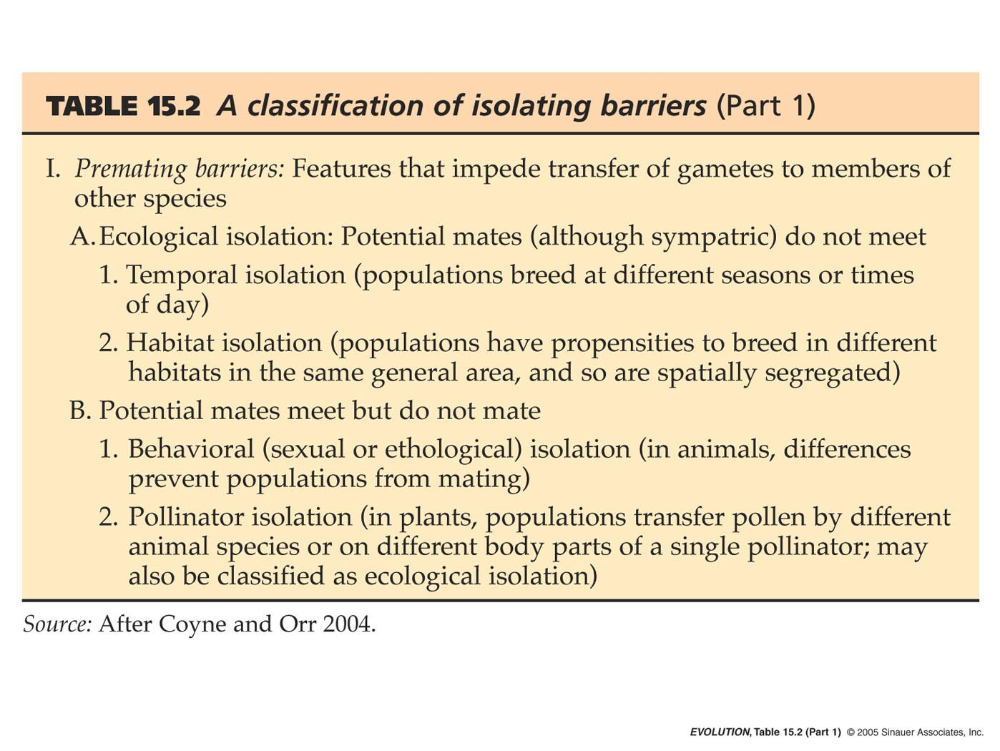 TABLE 15.2 A classification of isolating barriers (Part 1)
I. Premating barriers: Features that impede transfer of gametes to members of
other species
A. Ecological isolation: Potential mates (although sympatric) do not meet
1. Temporal isolation (populations breed at different seasons or times
of day)
2. Habitat isolation (populations have propensities to breed in different
habitats in the same general area, and so are spatially segregated)
B. Potential mates meet but do not mate
1. Behavioral (sexual or ethological) isolation (in animals, differences
prevent populations from mating)
2. Pollinator isolation (in plants, populations transfer pollen by different
animal species or on different body parts of a single pollinator; may
also be classified as ecological isolation)
Source: After Coyne and Orr 2004.
EVOLUTION, Table 15.2 (Part 1) © 2005 Sinauer Associates, Inc.